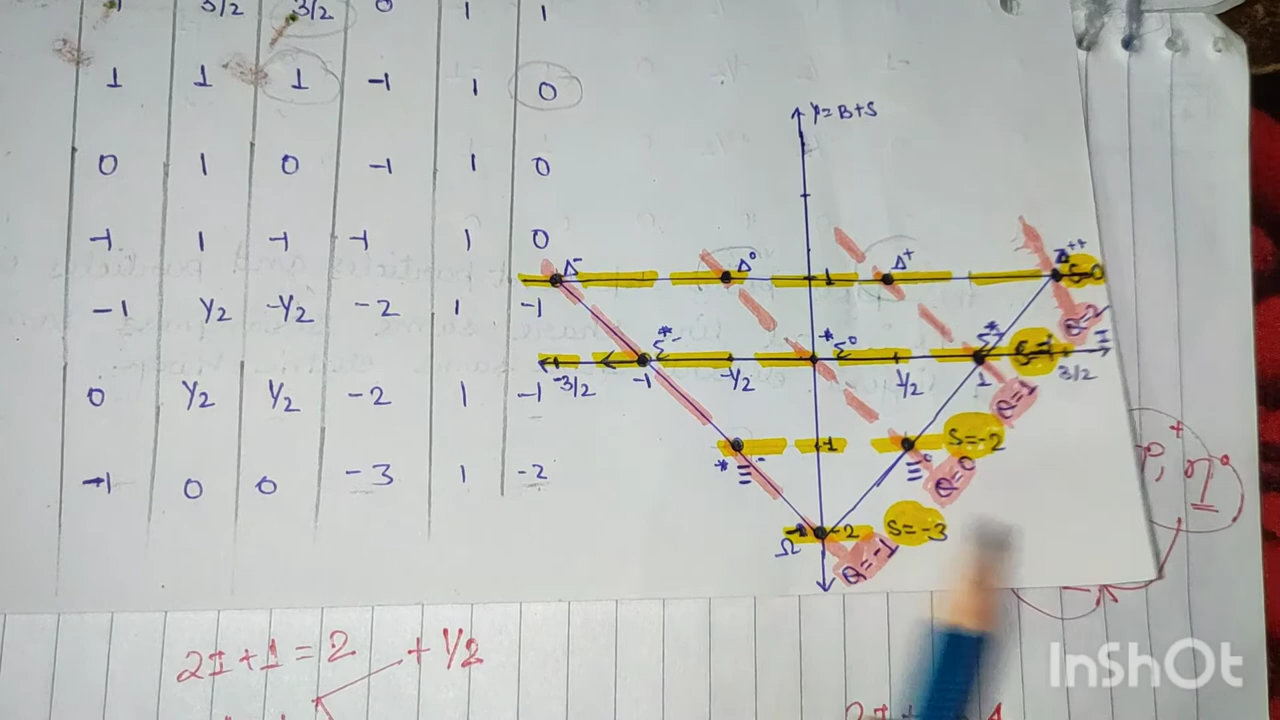 3/2 3/2 0 1 1
1 1 1 -1 1 0
0 1 0 -1 1 0
-1 1 -1 -1 1 0
-1 1/2 -1/2 -2 1 -1
0 1/2 1/2 -2 1 -1
-1 0 0 -3 1 -2
Y=B+S
Δ⁻ Δ⁰ 1 Δ⁺ Δ⁺⁺ S=0
Q=2
I
*Σ⁻ *Σ⁰
-3/2 -1 -1/2 1/2 1 3/2
Q=1
-1 S=-2
*Ξ⁻ Ξ⁰ Q=0
Ω -2 S=-3
Q=-1
η⁰
2I+1=2 + 1/2
InShOt